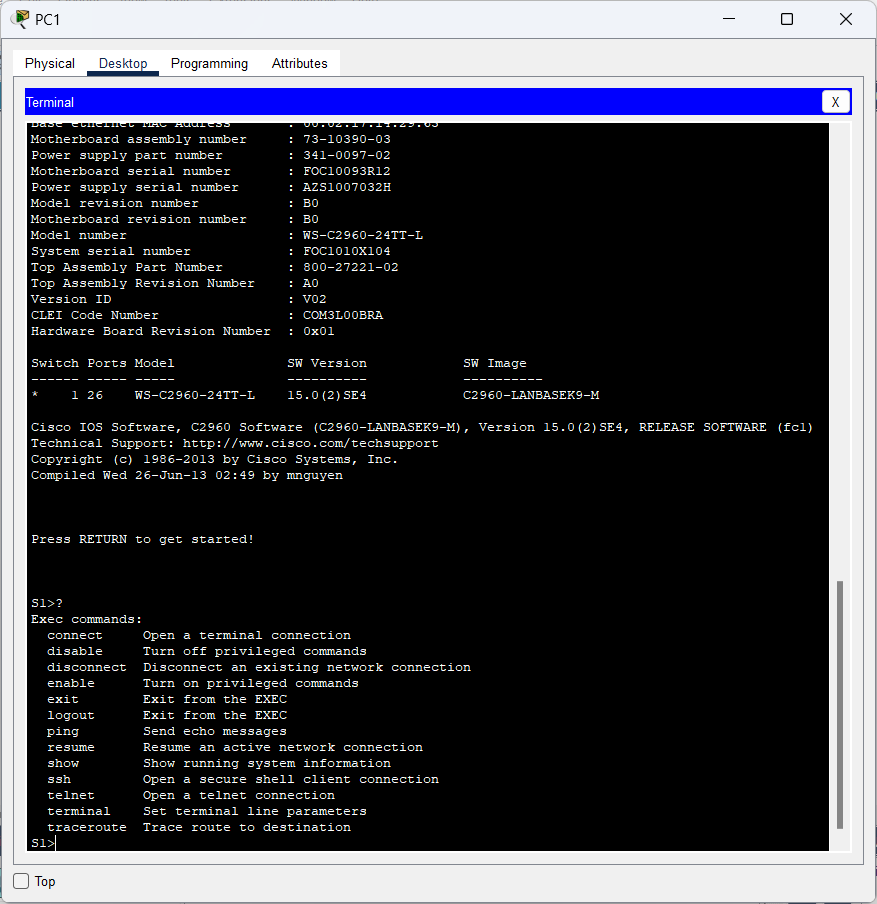 PC1
Physical Desktop Programming Attributes
Terminal X
Base ethernet MAC Address : 00:02:17:14:29:63
Motherboard assembly number : 73-10390-03
Power supply part number : 341-0097-02
Motherboard serial number : FOC10093R12
Power supply serial number : AZS1007032H
Model revision number : B0
Motherboard revision number : B0
Model number : WS-C2960-24TT-L
System serial number : FOC1010X104
Top Assembly Part Number : 800-27221-02
Top Assembly Revision Number : A0
Version ID : V02
CLEI Code Number : COM3L00BRA
Hardware Board Revision Number : 0x01
Switch Ports Model SW Version SW Image
------ ----- ----- ---------- ----------
* 1 26 WS-C2960-24TT-L 15.0(2)SE4 C2960-LANBASEK9-M
Cisco IOS Software, C2960 Software (C2960-LANBASEK9-M), Version 15.0(2)SE4, RELEASE SOFTWARE (fc1)
Technical Support: http://www.cisco.com/techsupport
Copyright (c) 1986-2013 by Cisco Systems, Inc.
Compiled Wed 26-Jun-13 02:49 by mnguyen
Press RETURN to get started!
S1>?
Exec commands:
connect Open a terminal connection
disable Turn off privileged commands
disconnect Disconnect an existing network connection
enable Turn on privileged commands
exit Exit from the EXEC
logout Exit from the EXEC
ping Send echo messages
resume Resume an active network connection
show Show running system information
ssh Open a secure shell client connection
telnet Open a telnet connection
terminal Set terminal line parameters
traceroute Trace route to destination
S1>
Top